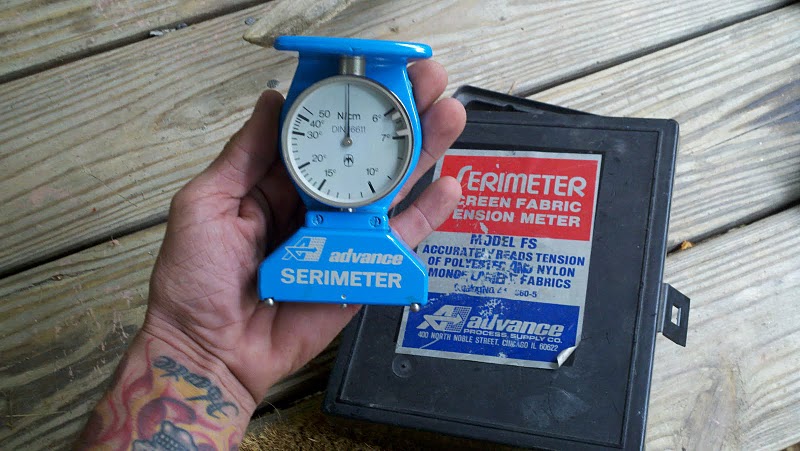 50 N/cm 6
40
30
DIN 16611
7
20
15
10
advance
SERIMETER
SERIMETER
SCREEN FABRIC
TENSION METER
MODEL FS
ACCURATELY READS TENSION
OF POLYESTER AND NYLON
MONOFILAMENT FABRICS
advance
PROCESS SUPPLY CO.
400 NORTH NOBLE STREET, CHICAGO IL 60622